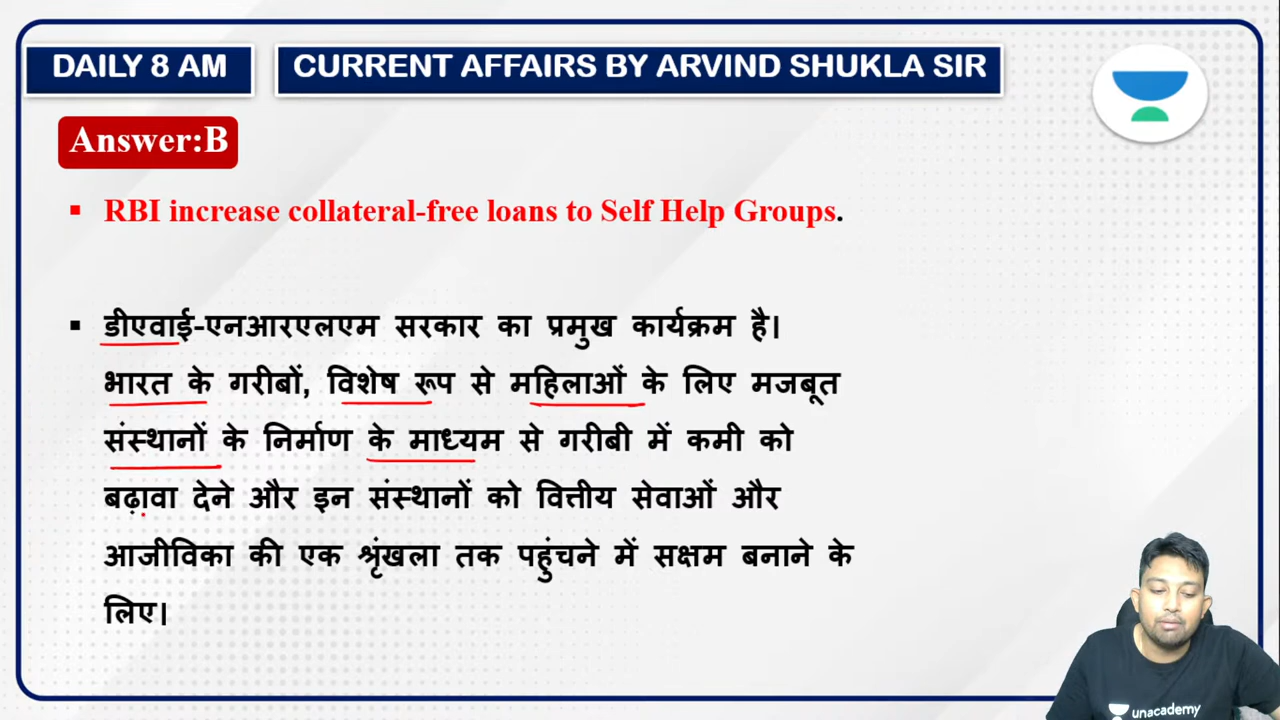 DAILY 8 AM
CURRENT AFFAIRS BY ARVIND SHUKLA SIR
Answer:B
RBI increase collateral-free loans to Self Help Groups.
डीएवाई-एनआरएलएम सरकार का प्रमुख कार्यक्रम है।
भारत के गरीबों, विशेष रूप से महिलाओं के लिए मजबूत
संस्थानों के निर्माण के माध्यम से गरीबी में कमी को
बढ़ावा देने और इन संस्थानों को वित्तीय सेवाओं और
आजीविका की एक श्रृंखला तक पहुंचने में सक्षम बनाने के
लिए।
unacademy